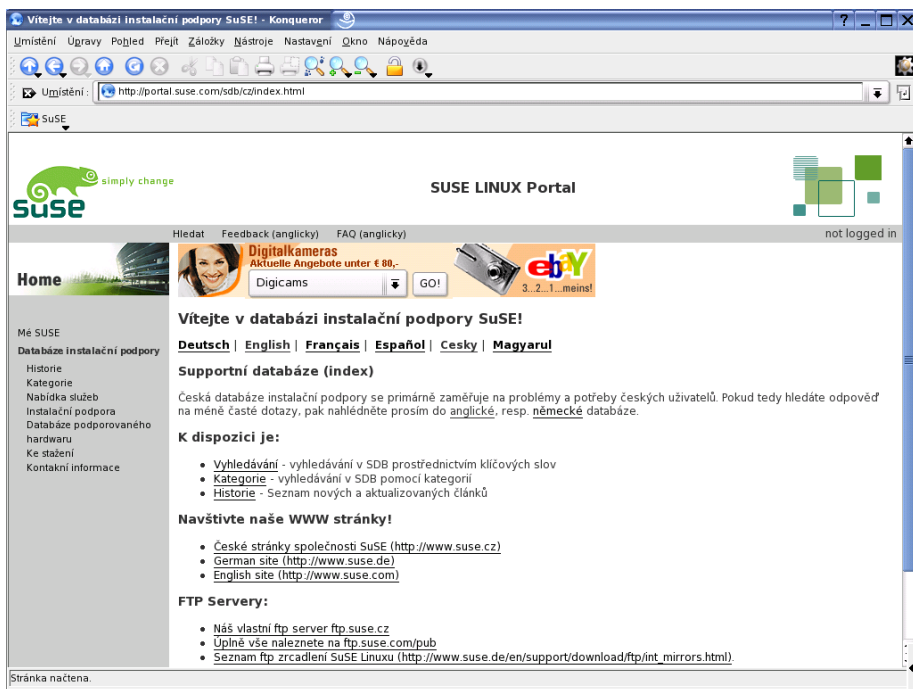 Vítejte v databázi instalační podpory SuSE! - Konqueror
Umístění Úpravy Pohled Přejít Záložky Nástroje Nastavení Okno Nápověda
Umístění : http://portal.suse.com/sdb/cz/index.html
SuSE
simply change
SUSE
SUSE LINUX Portal
Hledat Feedback (anglicky) FAQ (anglicky) not logged in
Home
Digitalkameras
Aktuelle Angebote unter € 80,-
Digicams GO!
ebY
3...2...1...meins!
Mé SUSE
Databáze instalační podpory
Historie
Kategorie
Nabídka služeb
Instalační podpora
Databáze podporovaného
hardwaru
Ke stažení
Kontakní informace
Vítejte v databázi instalační podpory SuSE!
Deutsch | English | Français | Español | Cesky | Magyarul
Supportní databáze (index)
Česká databáze instalační podpory se primárně zaměřuje na problémy a potřeby českých uživatelů. Pokud tedy hledáte odpověď
na méně časté dotazy, pak nahlédněte prosím do anglické, resp. německé databáze.
K dispozici je:
Vyhledávání - vyhledávání v SDB prostřednictvím klíčových slov
Kategorie - vyhledávání v SDB pomocí kategorií
Historie - Seznam nových a aktualizovaných článků
Navštivte naše WWW stránky!
České stránky společnosti SuSE (http://www.suse.cz)
German site (http://www.suse.de)
English site (http://www.suse.com)
FTP Servery:
Náš vlastní ftp server ftp.suse.cz
Úplně vše naleznete na ftp.suse.com/pub
Seznam ftp zrcadlení SuSE Linuxu (http://www.suse.de/en/support/download/ftp/int_mirrors.html).
Stránka načtena.